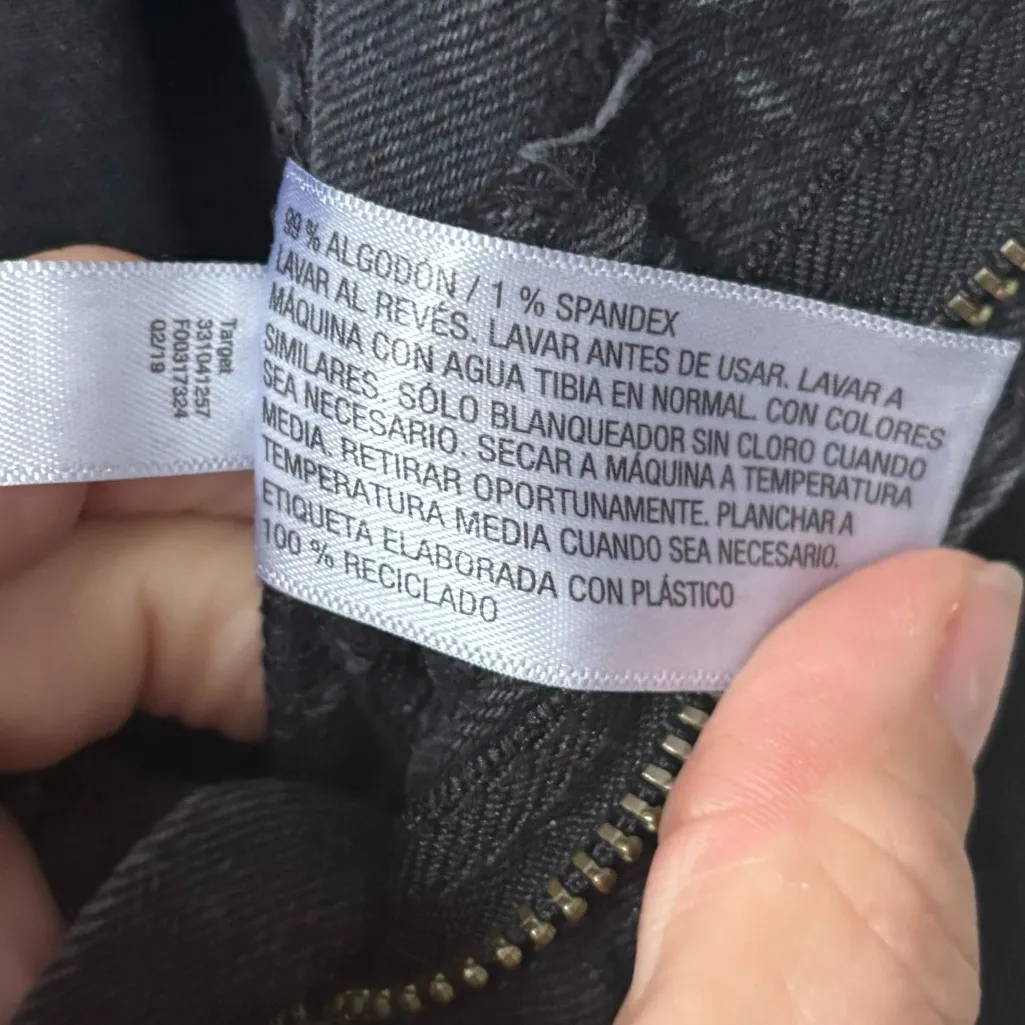 99 % ALGODÓN / 1 % SPANDEX
LAVAR AL REVÉS. LAVAR ANTES DE USAR. LAVAR A
MÁQUINA CON AGUA TIBIA EN NORMAL. CON COLORES
SIMILARES. SÓLO BLANQUEADOR SIN CLORO CUANDO
SEA NECESARIO. SECAR A MÁQUINA A TEMPERATURA
MEDIA. RETIRAR OPORTUNAMENTE. PLANCHAR A
TEMPERATURA MEDIA CUANDO SEA NECESARIO.
ETIQUETA ELABORADA CON PLÁSTICO
100 % RECICLADO
Target
331041257
F00317324
Q2/19